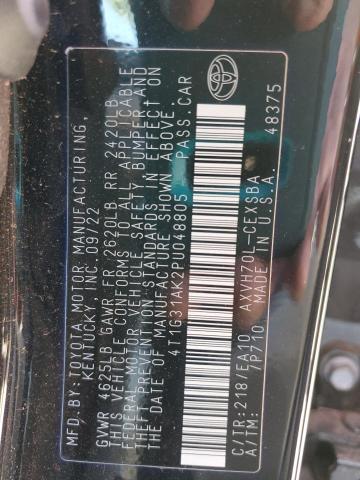 MFD.BY:TOYOTA MOTOR MANUFACTURING,
KENTUCKY, INC. 09/22
GVWR 4625LB GAWR FR 2620LB RR 2420LB
THIS VEHICLE CONFORMS TO ALL APPLICABLE
FEDERAL MOTOR VEHICLE SAFETY, BUMPER AND
THEFT PREVENTION STANDARDS IN EFFECT ON
THE DATE OF MANUFACTURE SHOWN ABOVE.
4T1G31AK2PU048805 PASS.CAR
C/TR:218/EA10 AXVH70L-CEXSBA
A/TM: /P710 MADE IN U.S.A. 48375